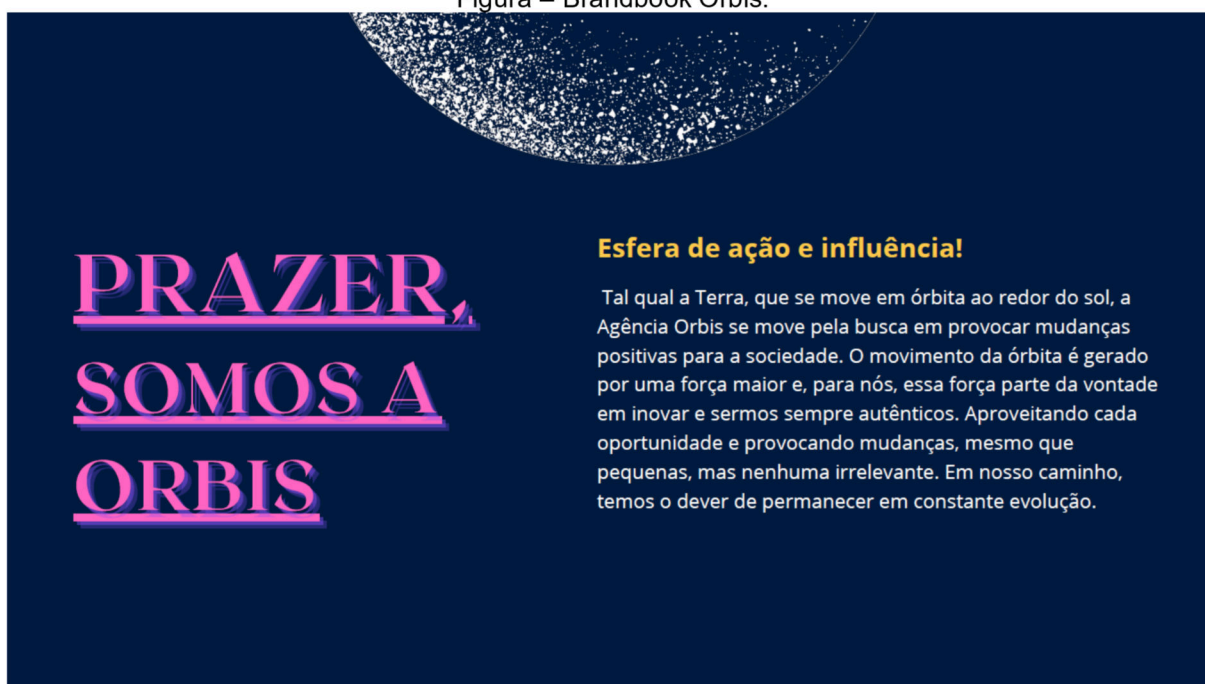 Figura – Brandbook Orbis.
PRAZER,
SOMOS A
ORBIS
Esfera de ação e influência!
Tal qual a Terra, que se move em órbita ao redor do sol, a
Agência Orbis se move pela busca em provocar mudanças
positivas para a sociedade. O movimento da órbita é gerado
por uma força maior e, para nós, essa força parte da vontade
em inovar e sermos sempre autênticos. Aproveitando cada
oportunidade e provocando mudanças, mesmo que
pequenas, mas nenhuma irrelevante. Em nosso caminho,
temos o dever de permanecer em constante evolução.